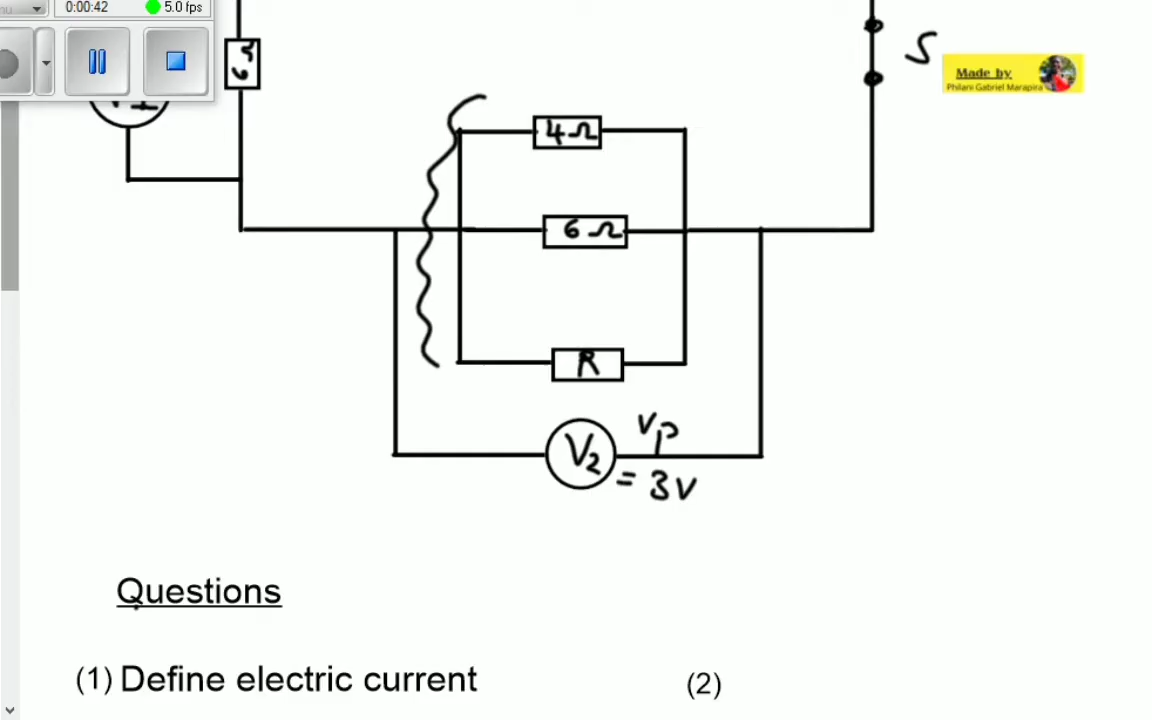 0:00:42 5.0 fps
6Ω
S
Made by
Philani Gabriel Marapira
4Ω
6Ω
R
V₂
Vp
= 3V
Questions
(1) Define electric current (2)